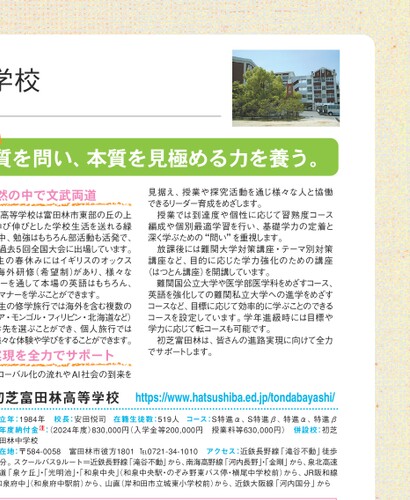 学校
質を問い、本質を見極める力を養う。
然の中で文武両道
高等学校は富田林市東部の丘の上
び伸びとした学校生活を送れる緑
中、勉強はもちろん部活動も活発で、
過去5回全国大会に出場しています。
生の春休みにはイギリスのオックス
海外研修(希望制)があり、様々な
ーを通して本場の英語はもちろん、
マナーを学ぶことができます。
生の修学旅行では海外を含む複数の
ア・モンゴル・フィリピン・北海道など)
き先を選ぶことができ、個人旅行では
様々な体験や学びをすることができます。
実現を全力でサポート
ローバル化の流れやAI社会の到来を
見据え、授業や探究活動を通じ様々な人と協働
できるリーダー育成をめざします。
授業では到達度や個性に応じて習熟度コース
編成や個別最適学習を行い、基礎学力の定着と
深く学ぶための“問い”を重視します。
放課後には難関大学対策講座・テーマ別対策
講座など、目的に応じた学力強化のための講座
(はつとん講座)を開講しています。
難関国公立大学や医学部医学科をめざすコース、
英語を強化しての難関私立大学への進学をめざす
コースなど、目標に応じて効率的に学ぶことのでき
るコースを設定しています。学年進級時には目標や
学力に応じて転コースも可能です。
初芝富田林は、皆さんの進路実現に向けて全力
でサポートします。
初芝富田林高等学校 https://www.hatsushiba.ed.jp/tondabayashi/
立年：1984年 校長：安田悦司 在籍生徒数：519人 コース：S特進α、S特進β、特進α、特進β
年度納付金注：(2024年度)830,000円(入学金等200,000円 授業料等630,000円) 併設校：初芝
田林中学校
在地：〒584-0058 富田林市彼方1801 ℡0721-34-1010 アクセス：近鉄長野線「滝谷不動」徒歩
分。スクールバス9ルート＝近鉄長野線「滝谷不動」から、南海高野線「河内長野」・「金剛」から、泉北高速
道「泉ヶ丘」・「光明池」・「和泉中央」(和泉中央駅・のぞみ野東バス停・槇尾中学校前)から、JR阪和線
和泉府中」(和泉府中駅前)から、山直(岸和田市立城東小学校前)から、近鉄大阪線「河内国分」から